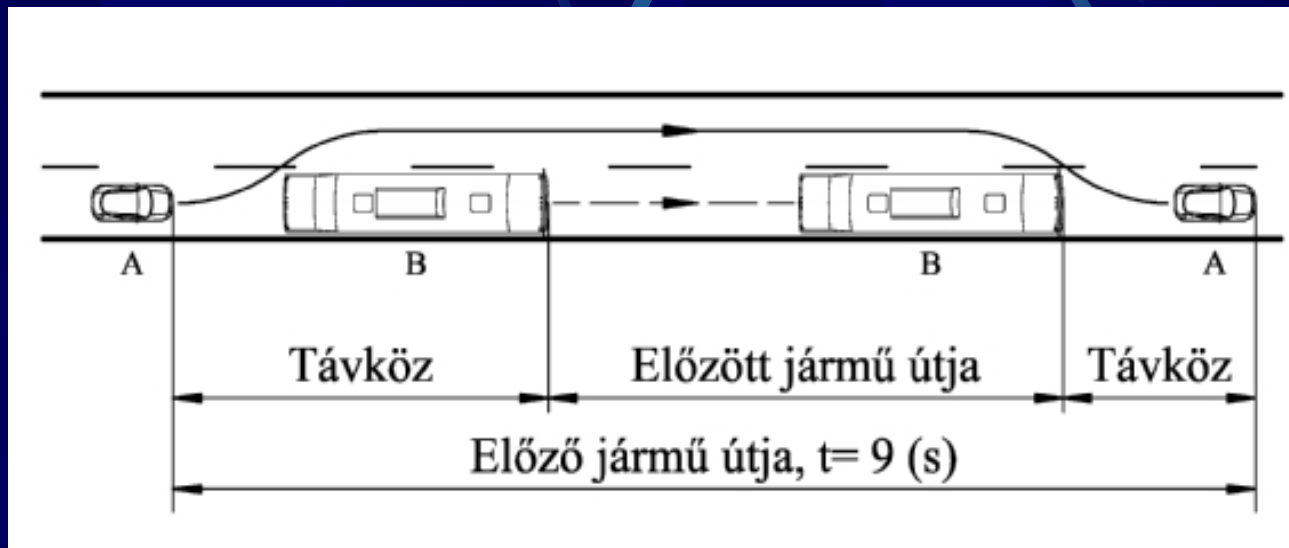 A B B A
Távköz Előzött jármű útja Távköz
Előző jármű útja, t= 9 (s)